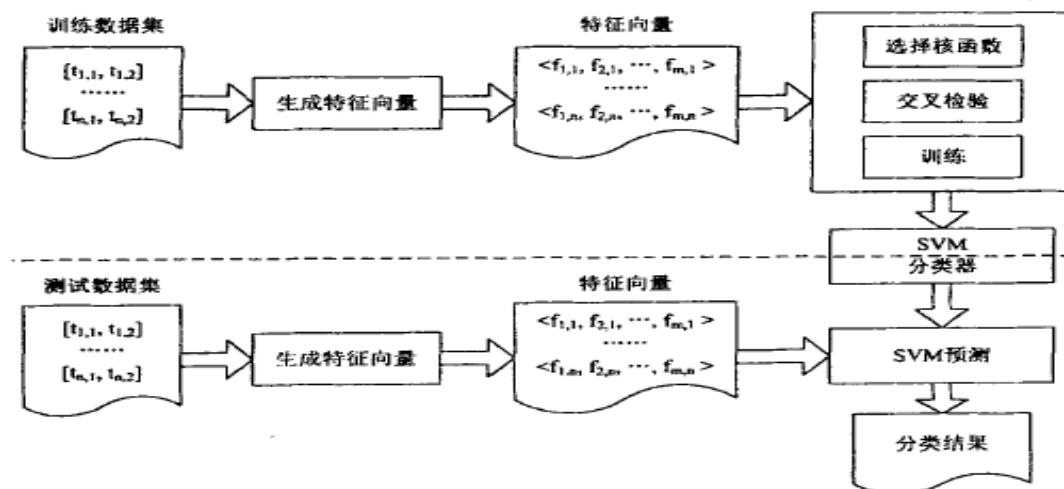 训练数据集
[t1,1, t1,2]
……
[tn,1, tn,2]
生成特征向量
特征向量
<f1,1, f2,1, …, fm,1 >
……
<f1,n, f2,n, …, fm,n>
选择核函数
交叉检验
训练
SVM
分类器
测试数据集
[t1,1, t1,2]
……
[tn,1, tn,2]
生成特征向量
特征向量
<f1,1, f2,1, …, fm,1 >
……
<f1,n, f2,n, …, fm,n>
SVM预测
分类结果